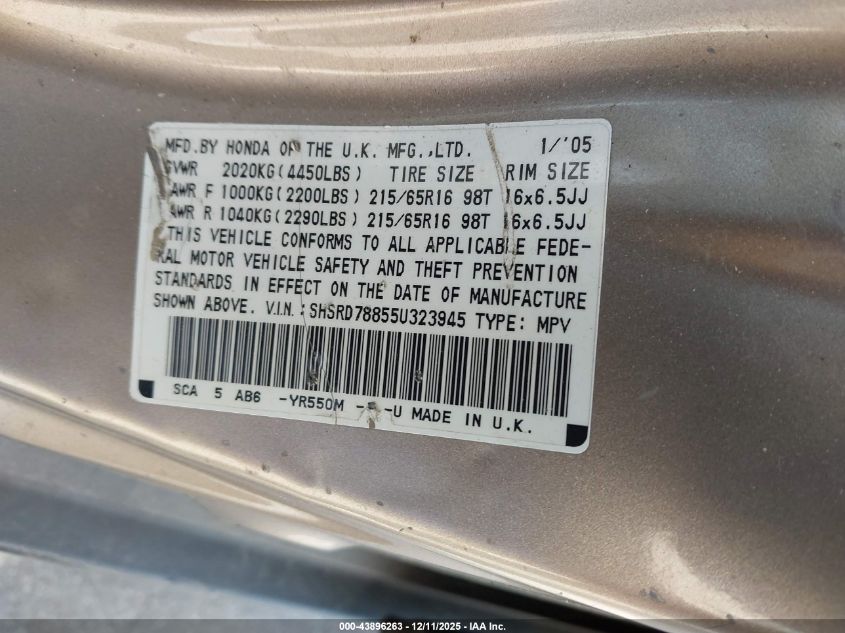 MFD.BY HONDA OF THE U.K. MFG.,LTD. 1/'05
GVWR 2020KG(4450LBS) TIRE SIZE RIM SIZE
GAWR F 1000KG(2200LBS) 215/65R16 98T 16x6.5JJ
GAWR R 1040KG(2290LBS) 215/65R16 98T 16x6.5JJ
THIS VEHICLE CONFORMS TO ALL APPLICABLE FEDE-
RAL MOTOR VEHICLE SAFETY AND THEFT PREVENTION
STANDARDS IN EFFECT ON THE DATE OF MANUFACTURE
SHOWN ABOVE. V.I.N.:SHSRD78855U323945 TYPE: MPV
SCA 5 AB6 -YR550M - -U MADE IN U.K.
000-43896263 - 12/11/2025 - IAA Inc.